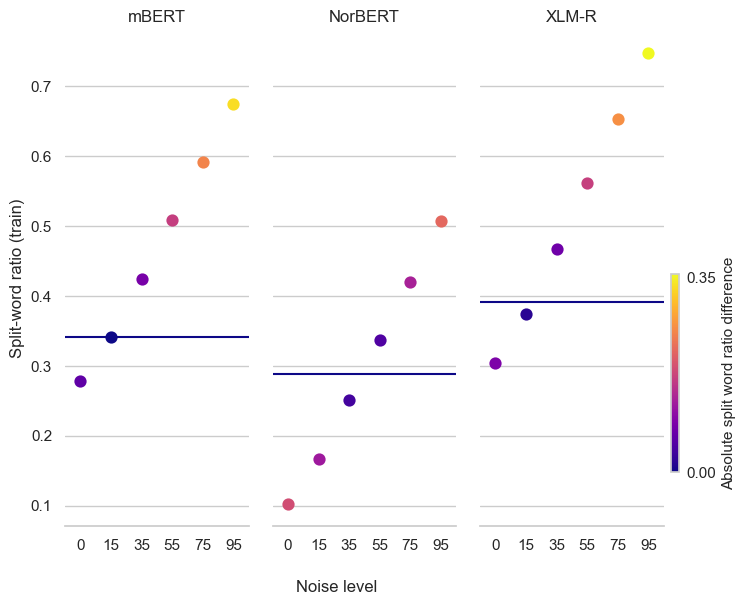 mBERT NorBERT XLM-R
Split-word ratio (train)
0.7
0.6
0.5
0.4
0.3
0.2
0.1
0 15 35 55 75 95 0 15 35 55 75 95 0 15 35 55 75 95
Noise level
0.35
0.00
Absolute split word ratio difference